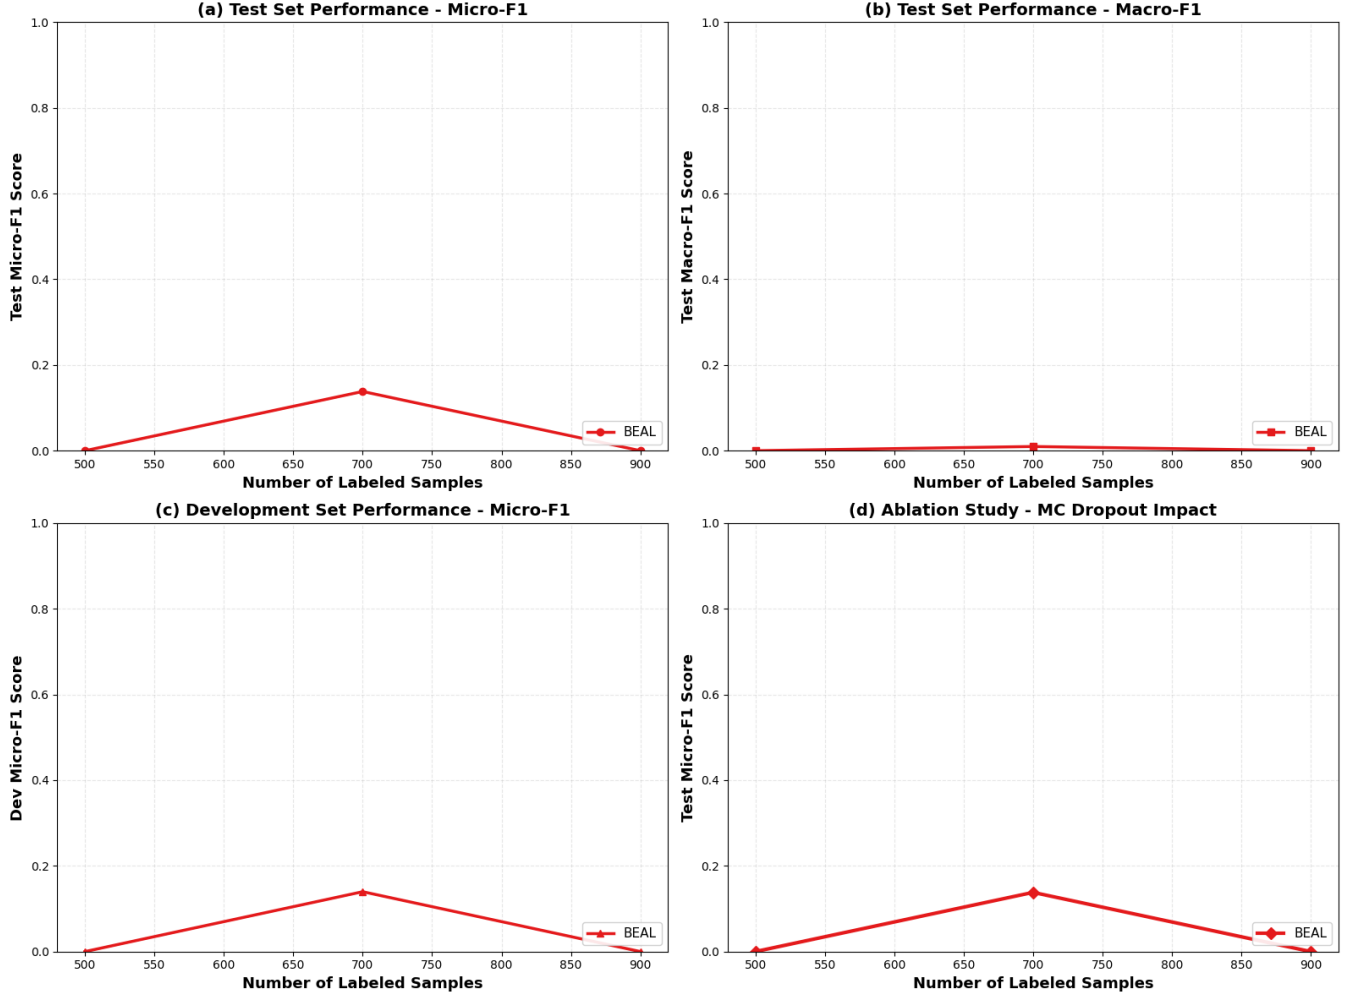 (a) Test Set Performance - Micro-F1
1.0
0.8
0.6
0.4
0.2
0.0
Test Micro-F1 Score
BEAL
500 550 600 650 700 750 800 850 900
Number of Labeled Samples
(b) Test Set Performance - Macro-F1
1.0
0.8
0.6
0.4
0.2
0.0
Test Macro-F1 Score
BEAL
500 550 600 650 700 750 800 850 900
Number of Labeled Samples
(c) Development Set Performance - Micro-F1
1.0
0.8
0.6
0.4
0.2
0.0
Dev Micro-F1 Score
BEAL
500 550 600 650 700 750 800 850 900
Number of Labeled Samples
(d) Ablation Study - MC Dropout Impact
1.0
0.8
0.6
0.4
0.2
0.0
Test Micro-F1 Score
BEAL
500 550 600 650 700 750 800 850 900
Number of Labeled Samples